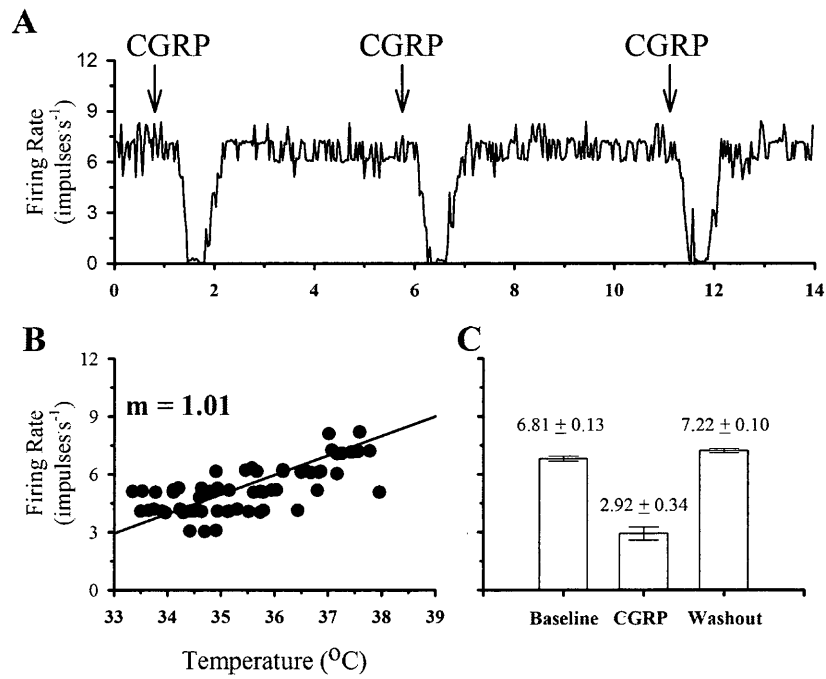 A
CGRP CGRP CGRP
Firing Rate
(impulses·s-1)
12
9
6
3
0
0 2 4 6 8 10 12 14
B
m = 1.01
Firing Rate
(impulses·s-1)
12
9
6
3
0
33 34 35 36 37 38 39
Temperature (°C)
C
6.81 ± 0.13
2.92 ± 0.34
7.22 ± 0.10
Baseline CGRP Washout